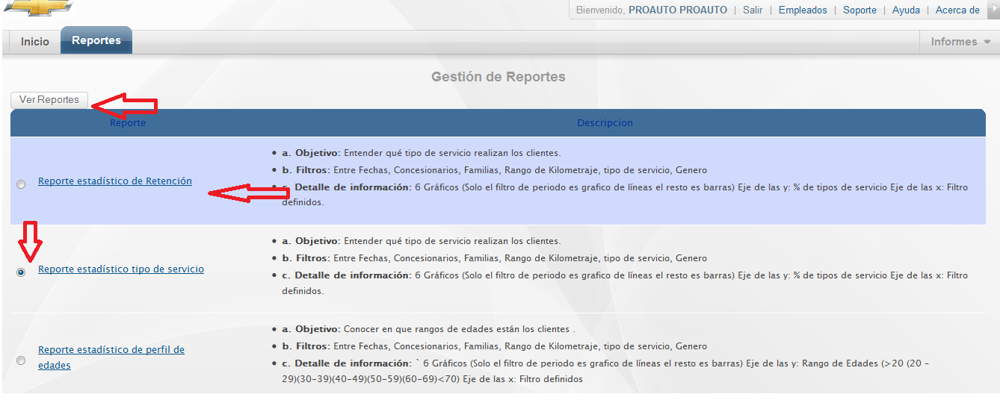 Bienvenido, PROAUTO PROAUTO | Salir | Empleados | Soporte | Ayuda | Acerca de
Inicio Reportes Informes
Gestión de Reportes
Ver Reportes
Reporte Descripcion
• a. Objetivo: Entender qué tipo de servicio realizan los clientes.
• b. Filtros: Entre Fechas, Concesionarios, Familias, Rango de Kilometraje, tipo de servicio, Genero
Reporte estadístico de Retención
• c. Detalle de información: 6 Gráficos (Solo el filtro de periodo es grafico de líneas el resto es barras) Eje de las y: % de tipos de servicio Eje de las x: Filtro
definidos.
• a. Objetivo: Entender qué tipo de servicio realizan los clientes.
• b. Filtros: Entre Fechas, Concesionarios, Familias, Rango de Kilometraje, tipo de servicio, Genero
Reporte estadístico tipo de servicio
• c. Detalle de información: 6 Gráficos (Solo el filtro de periodo es grafico de líneas el resto es barras) Eje de las y: % de tipos de servicio Eje de las x: Filtro
definidos.
• a. Objetivo: Conocer en que rangos de edades están los clientes .
• b. Filtros: Entre Fechas, Concesionarios, Familias, Rango de Kilometraje, tipo de servicio, Genero
Reporte estadístico de perfil de
edades
• c. Detalle de información: ` 6 Gráficos (Solo el filtro de periodo es grafico de líneas el resto es barras) Eje de las y: Rango de Edades (>20 (20 -
29)(30-39)(40-49)(50-59)(60-69)<70) Eje de las x: Filtro definidos